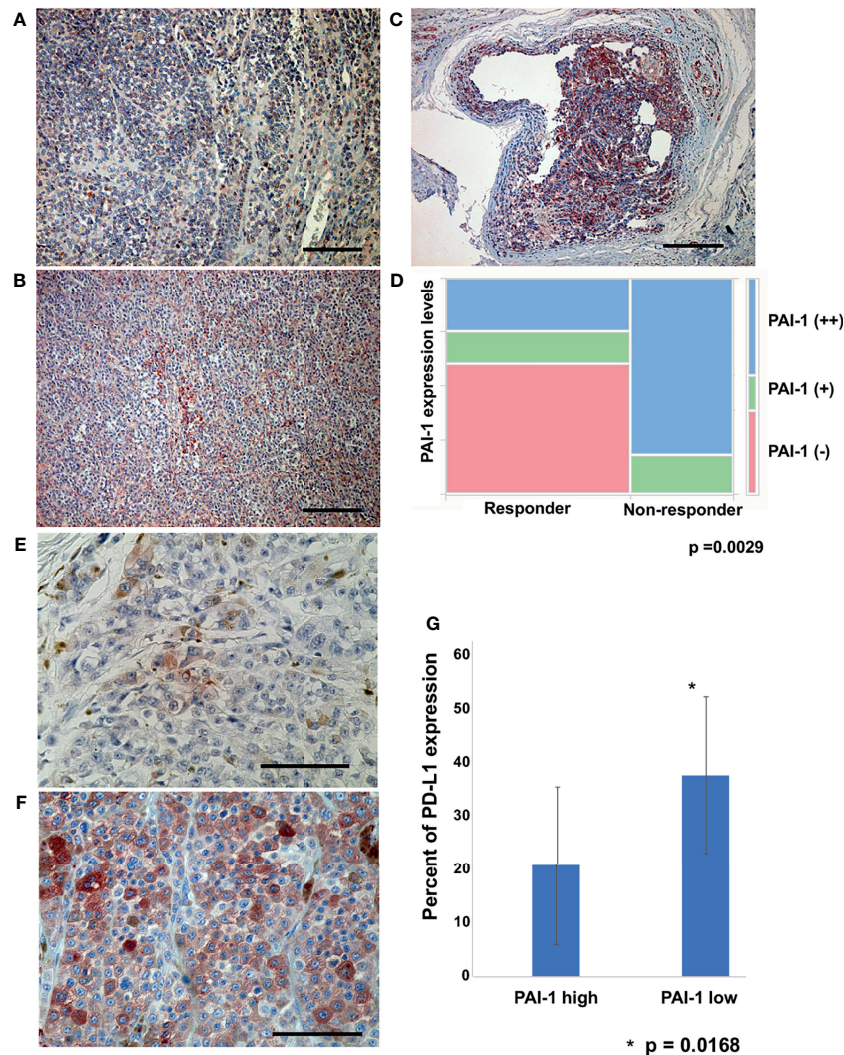 A
C
B
D
PAI-1 expression levels
PAI-1 (++)
PAI-1 (+)
PAI-1 (-)
Responder
Non-responder
p =0.0029
E
F
G
Percent of PD-L1 expression
60
50
40
30
20
10
0
*
PAI-1 high
PAI-1 low
* p = 0.0168